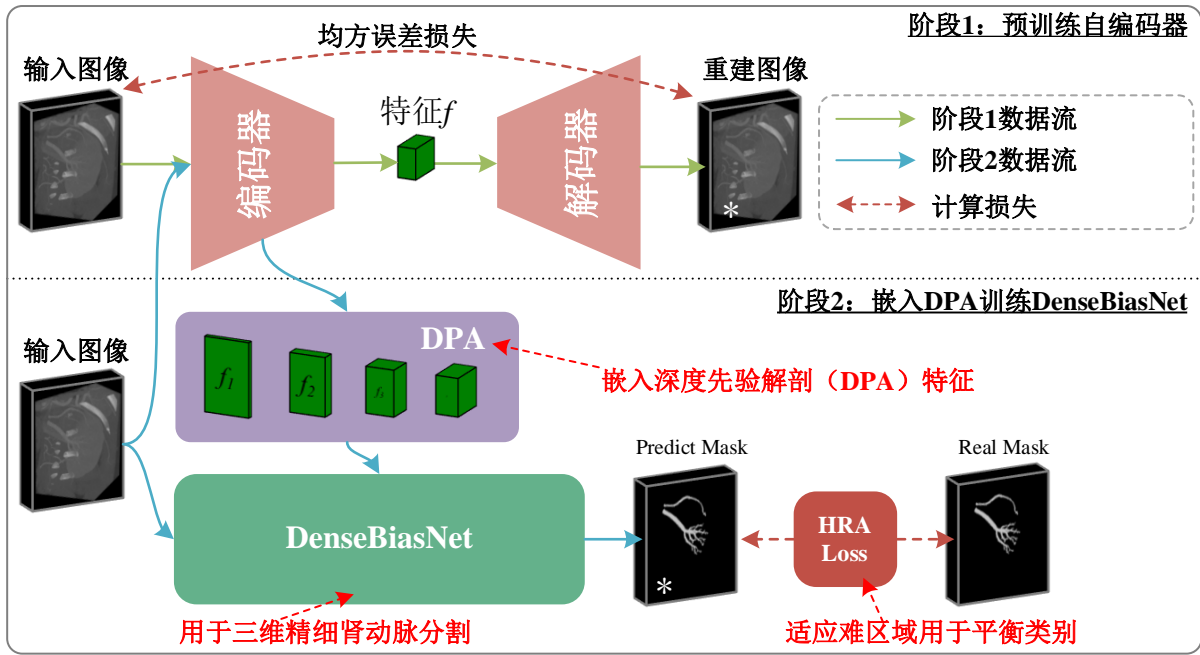 阶段1：预训练自编码器
均方误差损失
输入图像
重建图像
编码器
特征f
解码器
*
阶段1数据流
阶段2数据流
计算损失
阶段2：嵌入DPA训练DenseBiasNet
输入图像
DPA
f1
f2
嵌入深度先验解剖（DPA）特征
Predict Mask
Real Mask
DenseBiasNet
HRA
Loss
*
用于三维精细肾动脉分割
适应难区域用于平衡类别